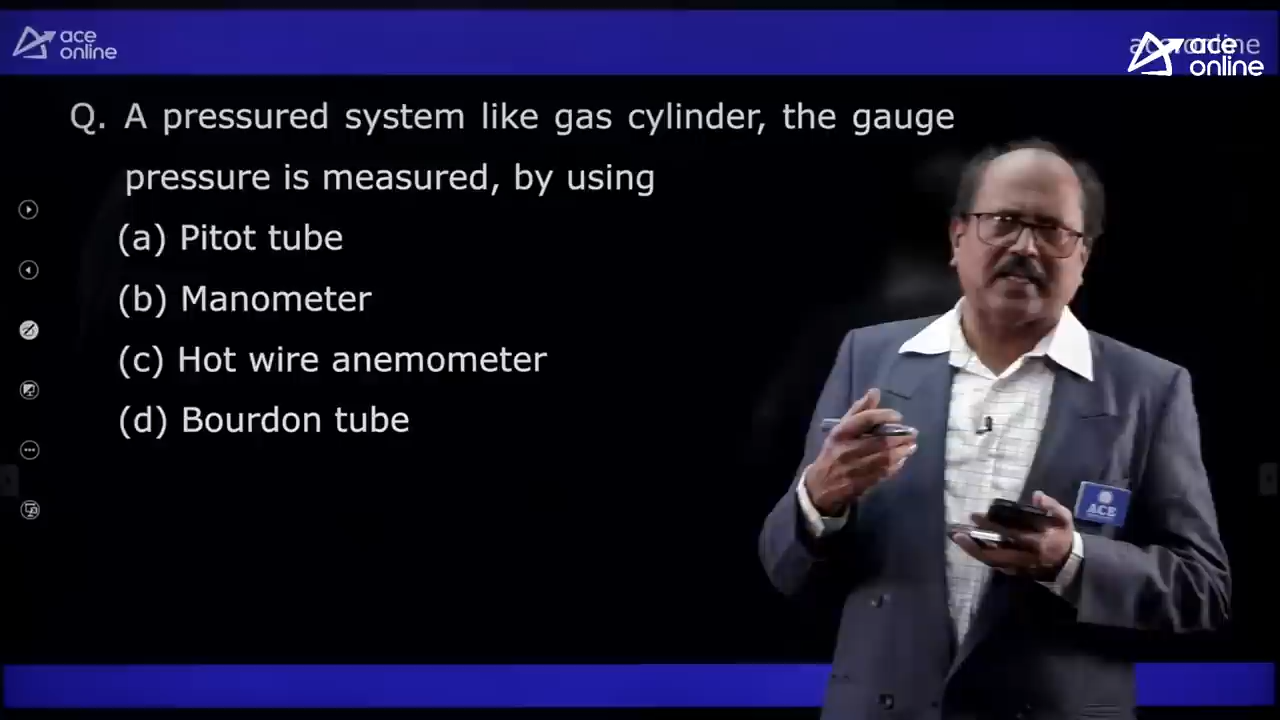 ace
online
ace
online
Q. A pressured system like gas cylinder, the gauge
pressure is measured, by using
(a) Pitot tube
(b) Manometer
(c) Hot wire anemometer
(d) Bourdon tube
ACE